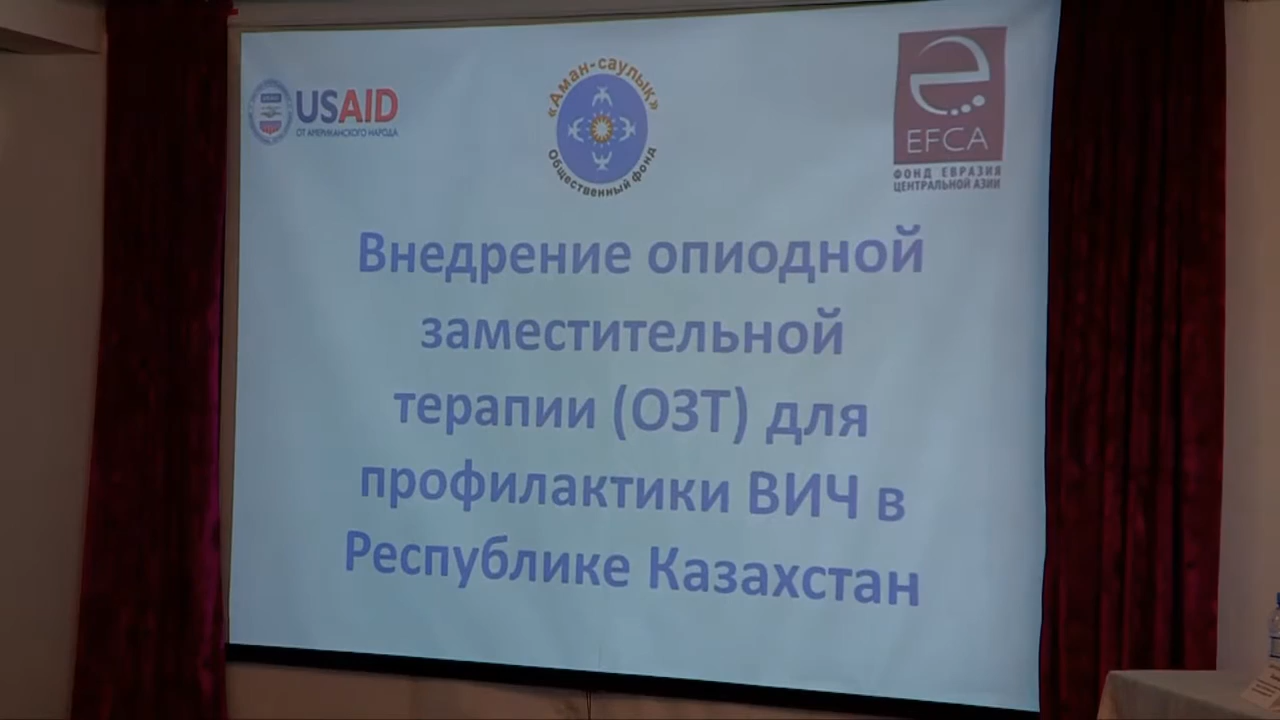 USAID
ОТ АМЕРИКАНСКОГО НАРОДА
«Аман-саулык»
Общественный фонд
EFCA
ФОНД ЕВРАЗИЯ
ЦЕНТРАЛЬНОЙ АЗИИ
Внедрение опиодной
заместительной
терапии (ОЗТ) для
профилактики ВИЧ в
Республике Казахстан